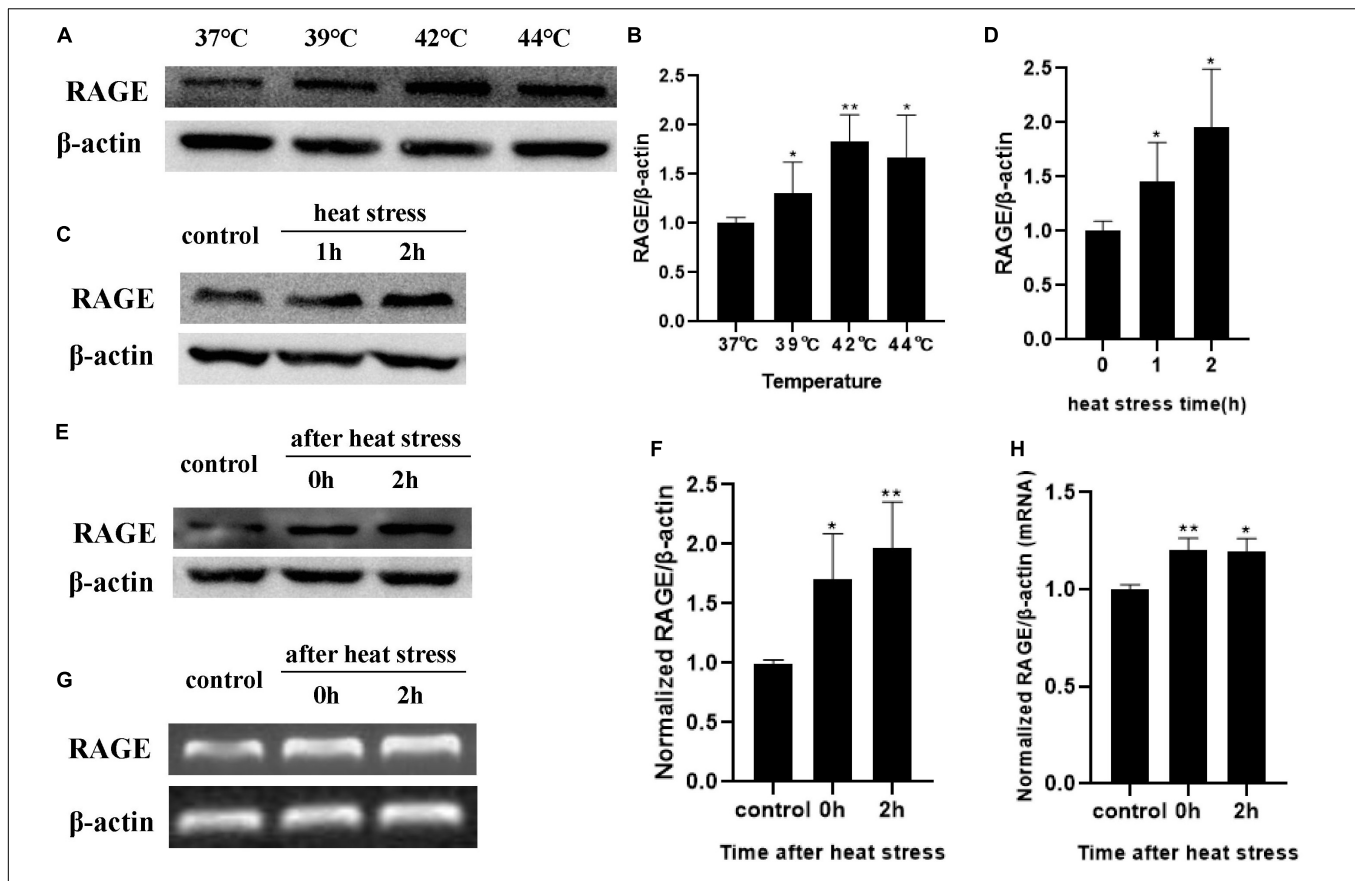 A
37°C 39°C 42°C 44°C
RAGE
β-actin
B
RAGE/β-actin
2.5
2.0
1.5
1.0
0.5
0.0
*
**
*
37°C 39°C 42°C 44°C
Temperature
C
control
heat stress
1h 2h
RAGE
β-actin
D
RAGE/β-actin
2.5
2.0
1.5
1.0
0.5
0.0
*
*
0 1 2
heat stress time(h)
E
control
after heat stress
0h 2h
RAGE
β-actin
F
Normalized RAGE/β-actin
2.5
2.0
1.5
1.0
0.5
0.0
*
**
control 0h 2h
Time after heat stress
G
control
after heat stress
0h 2h
RAGE
β-actin
H
Normalized RAGE/β-actin (mRNA)
1.5
1.0
0.5
0.0
**
*
control 0h 2h
Time after heat stress